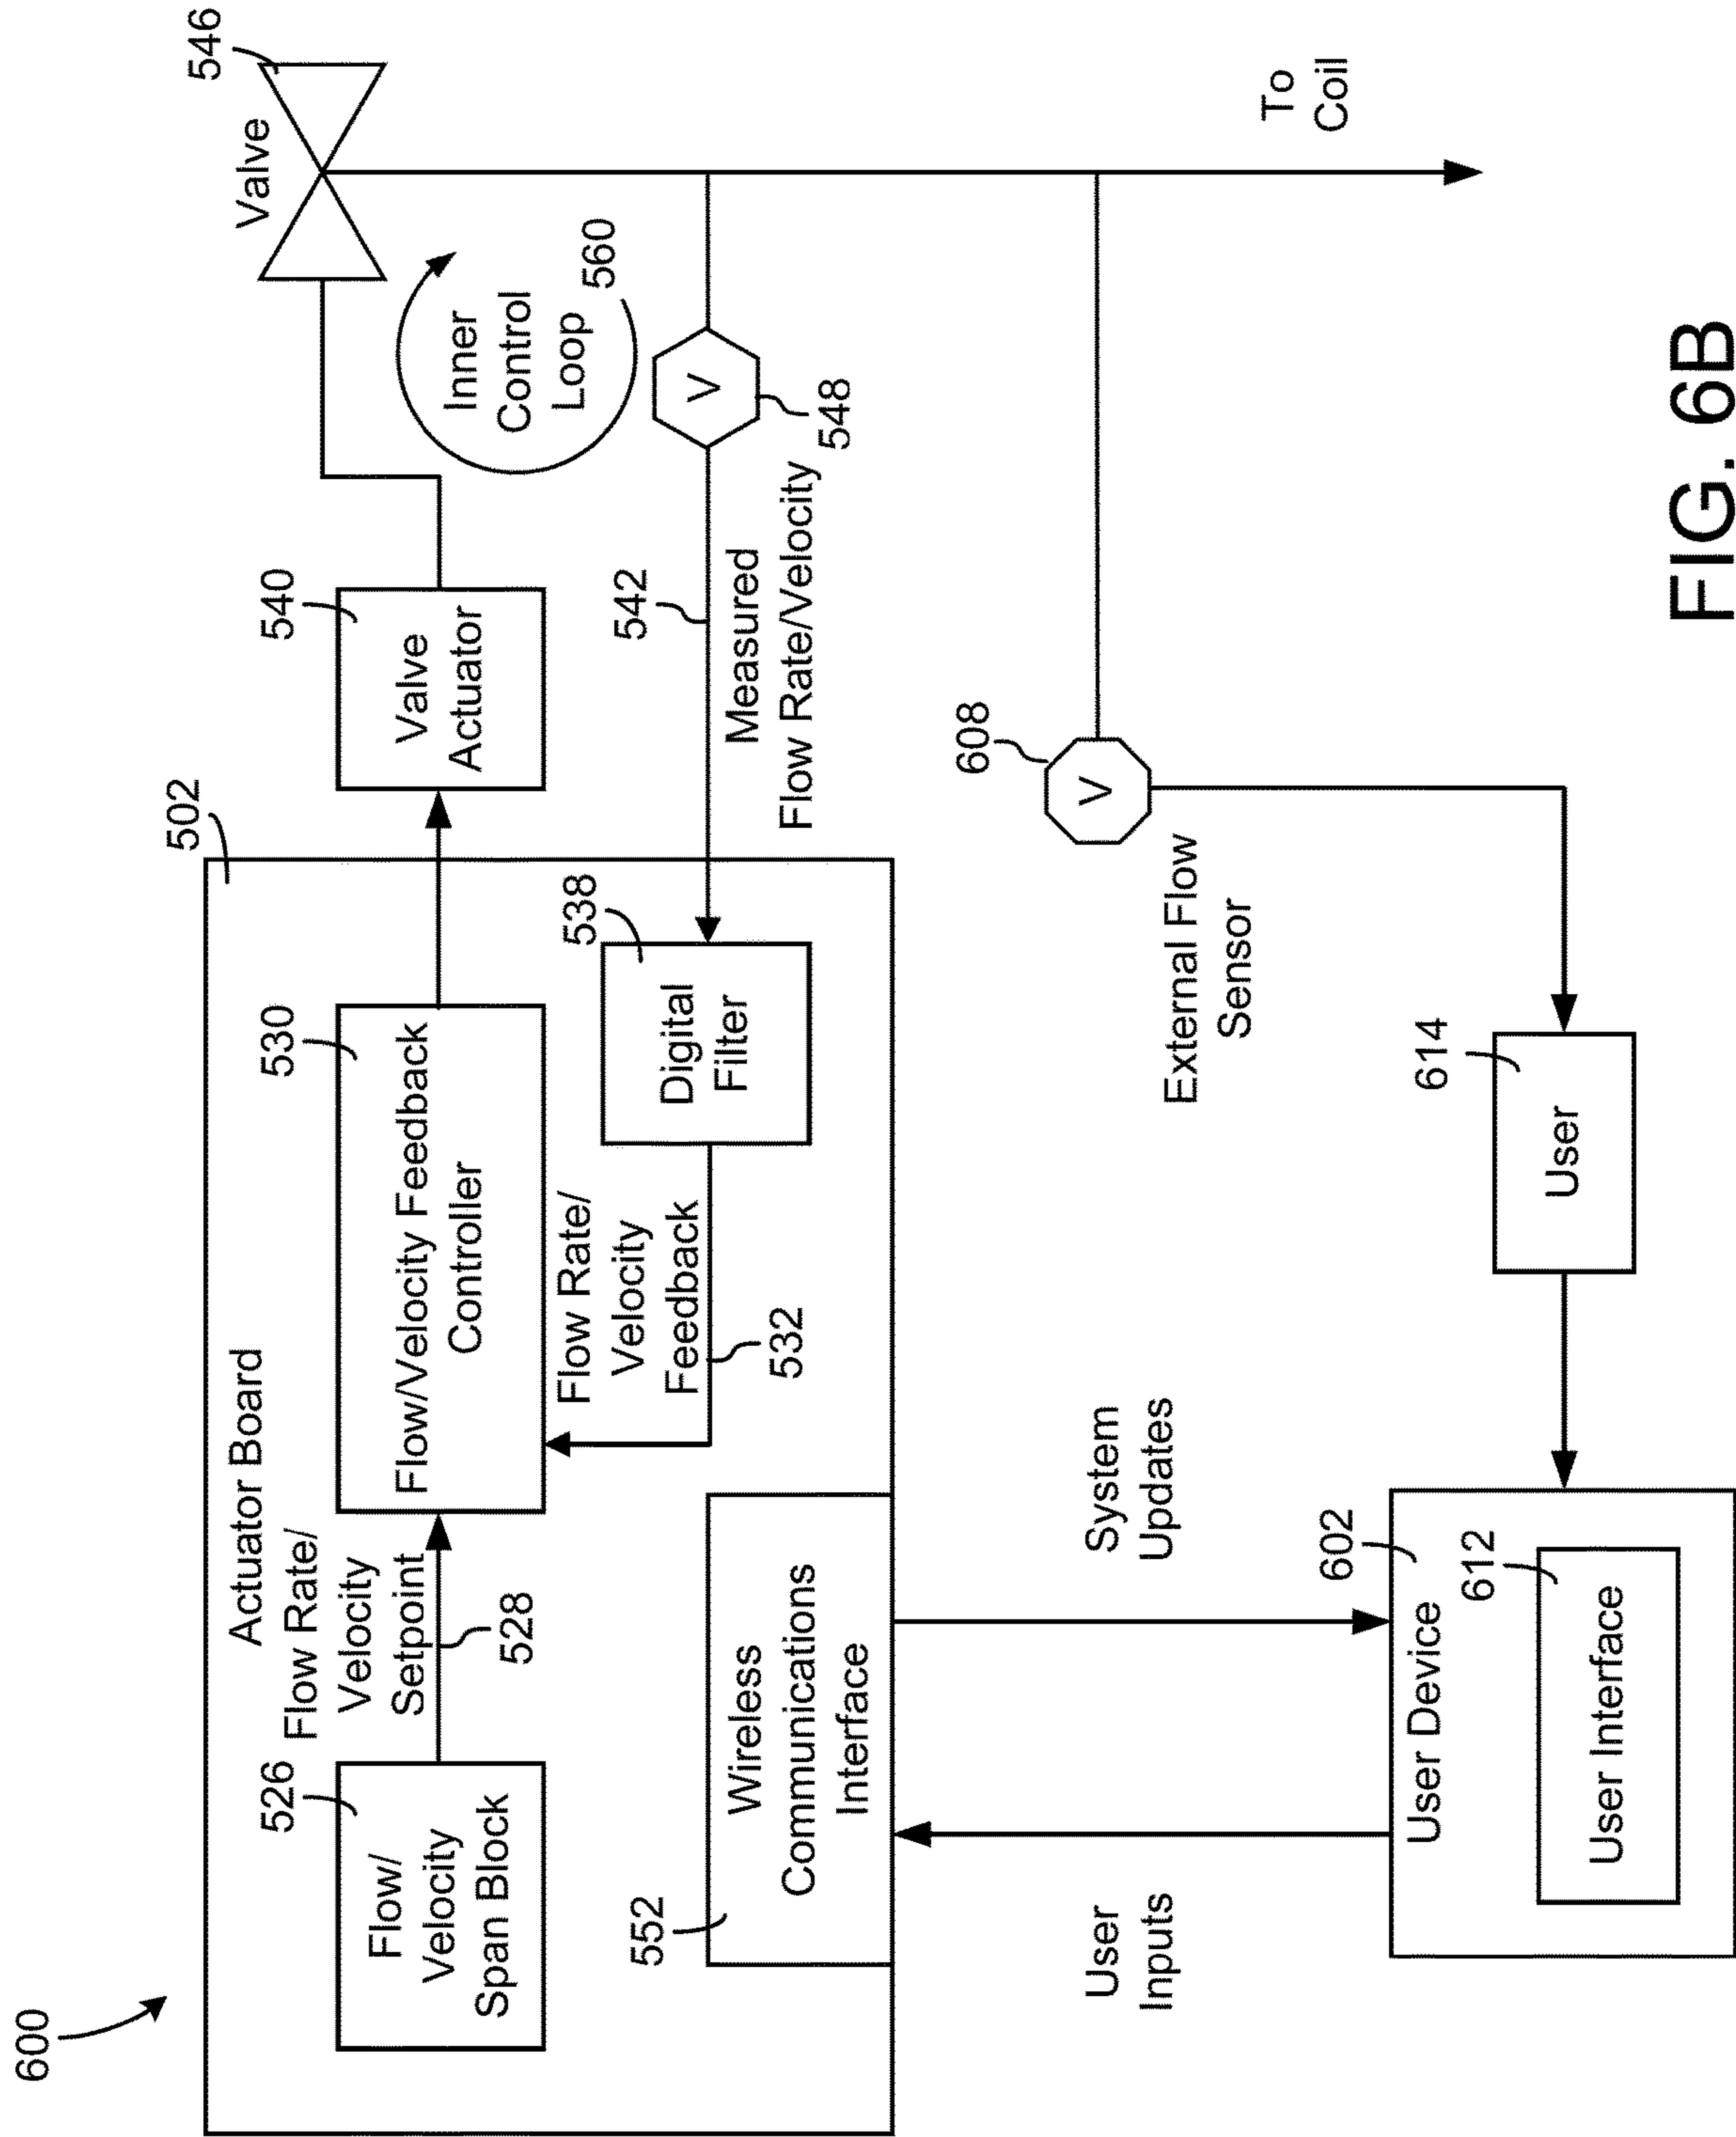 600
Actuator Board
502
526
Flow/
Velocity
Span Block
Flow Rate/
Velocity
Setpoint
528
530
Flow/Velocity Feedback
Controller
Flow Rate/
Velocity
Feedback
532
538
Digital
Filter
540
Valve
Actuator
Valve
546
Inner
Control
Loop
560
542
Measured
Flow Rate/Velocity
V
548
552
Wireless
Communications
Interface
User
Inputs
System
Updates
608
V
External Flow
Sensor
To
Coil
User Device
602
612
User Interface
614
User
FIG. 6B